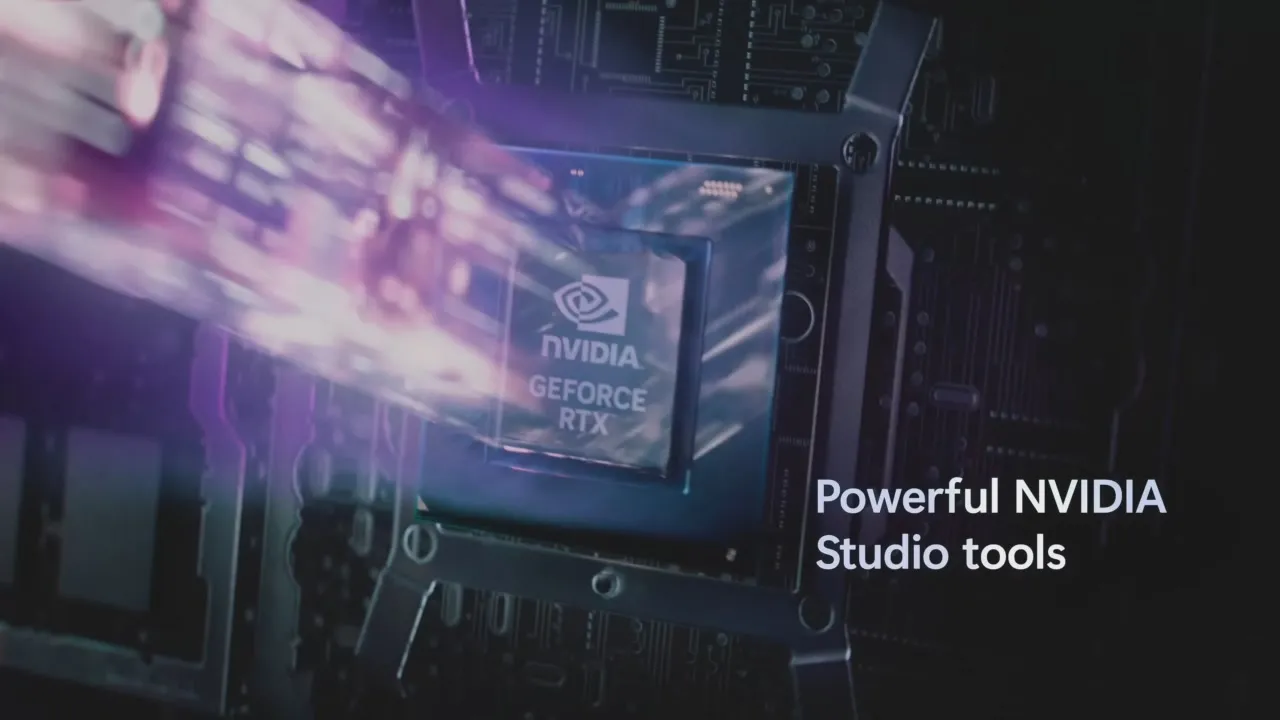 NVIDIA
GEFORCE
RTX
Powerful NVIDIA
Studio tools